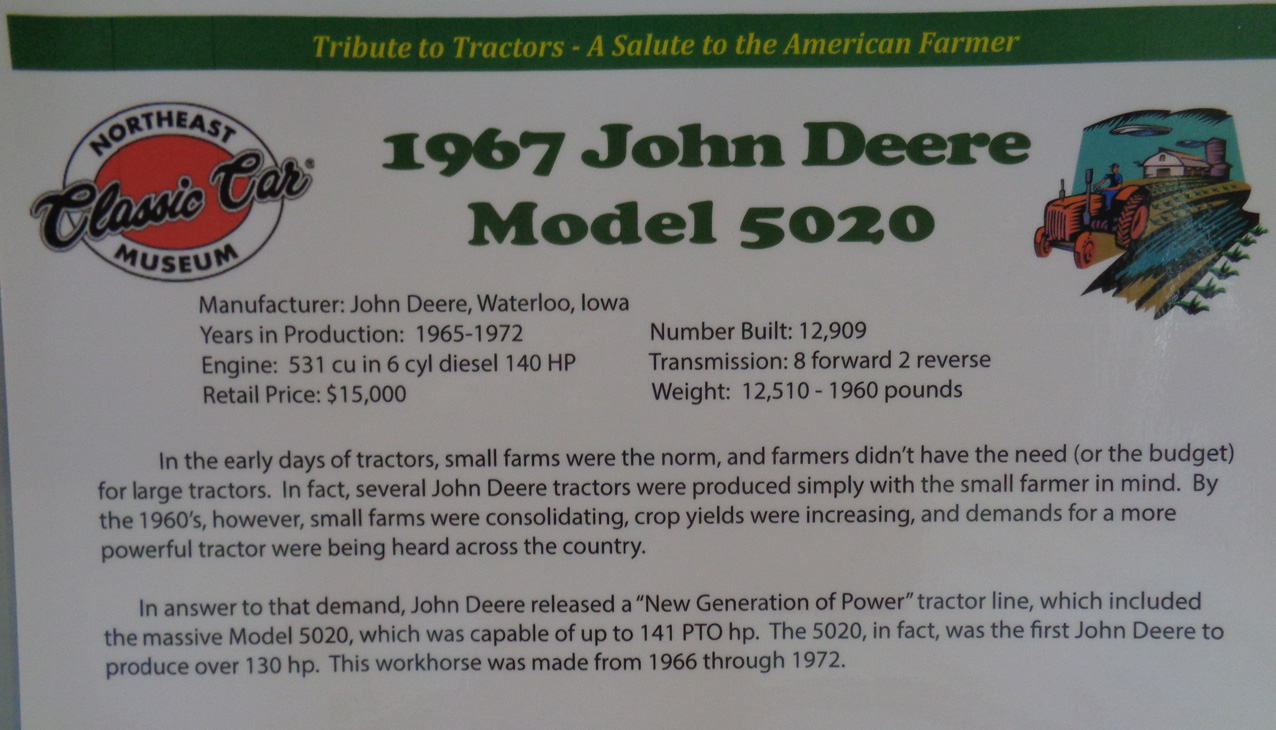 Tribute to Tractors - A Salute to the American Farmer
NORTHEAST
Classic Car®
MUSEUM
1967 John Deere
Model 5020
Manufacturer: John Deere, Waterloo, Iowa
Years in Production: 1965-1972
Engine: 531 cu in 6 cyl diesel 140 HP
Retail Price: $15,000
Number Built: 12,909
Transmission: 8 forward 2 reverse
Weight: 12,510 - 1960 pounds
In the early days of tractors, small farms were the norm, and farmers didn't have the need (or the budget)
for large tractors. In fact, several John Deere tractors were produced simply with the small farmer in mind. By
the 1960's, however, small farms were consolidating, crop yields were increasing, and demands for a more
powerful tractor were being heard across the country.
In answer to that demand, John Deere released a "New Generation of Power" tractor line, which included
the massive Model 5020, which was capable of up to 141 PTO hp. The 5020, in fact, was the first John Deere to
produce over 130 hp. This workhorse was made from 1966 through 1972.